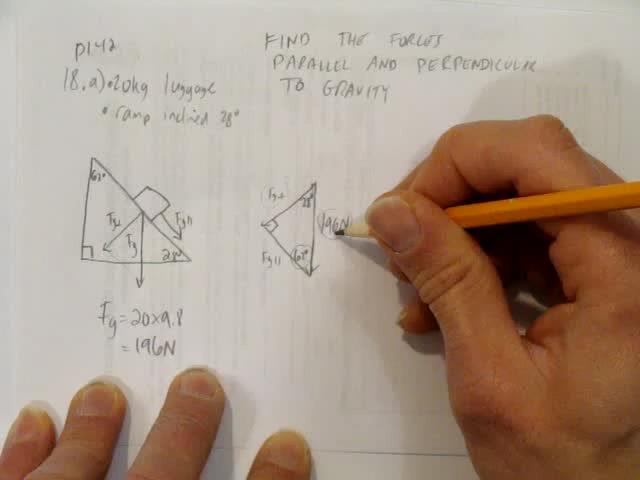 P142
18. a) • 20kg luggage
• ramp inclined 28°
FIND THE FORCES
PARALLEL AND PERPENDICULAR
TO GRAVITY
62°
Fg⊥
Fg
Fg||
28°
Fg = 20 x 9.8
= 196N
Fg⊥
28°
196N
Fg||
62°